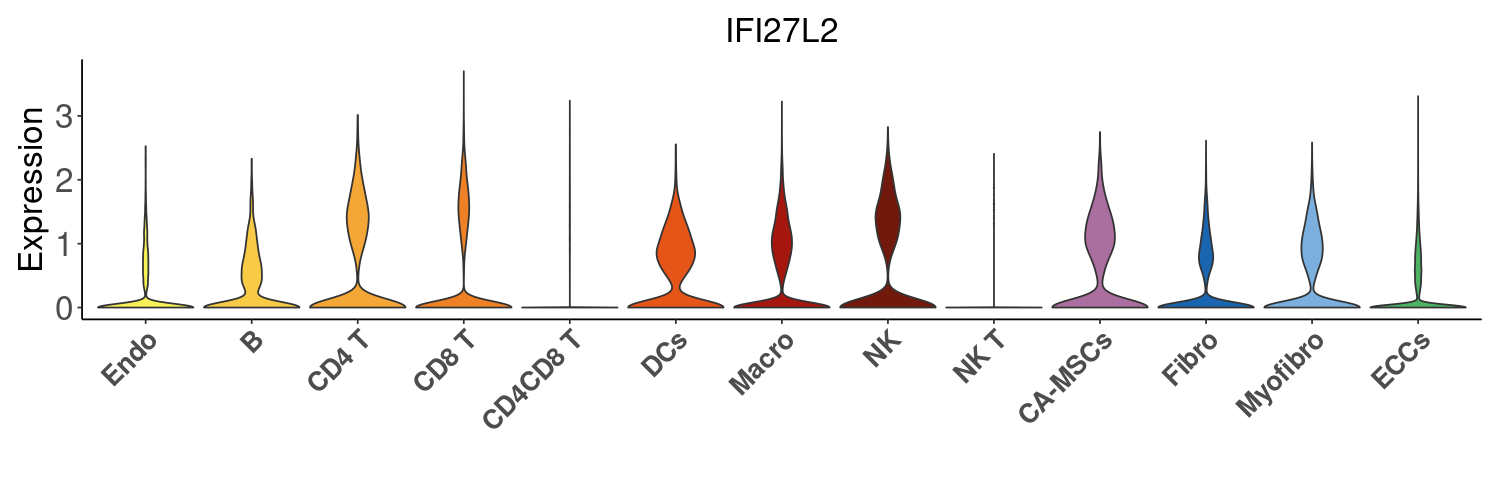 IFI27L2
Expression
3
2
1
0
Endo
B
CD4 T
CD8 T
CD4CD8 T
DCs
Macro
NK
NK T
CA-MSCs
Fibro
Myofibro
ECCs